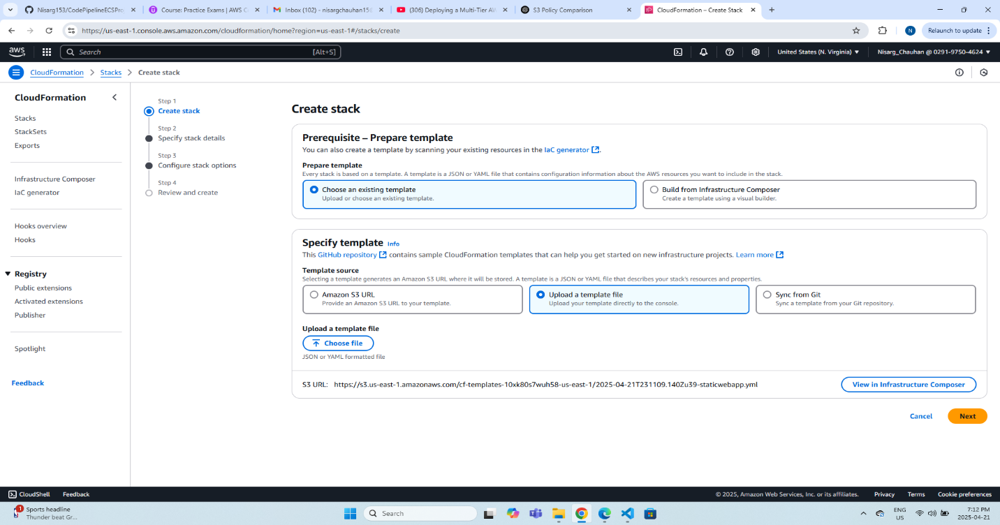 Nisarg153/CodePipelineECSPro
Course: Practice Exams | AWS C
Inbox (102) - nisargchauhan158
(306) Deploying a Multi-Tier AW
S3 Policy Comparison
CloudFormation – Create Stack
https://us-east-1.console.aws.amazon.com/cloudformation/home?region=us-east-1#/stacks/create
N
Relaunch to update
aws
Search
[Alt+S]
United States (N. Virginia)
Nisarg_Chauhan @ 0291-9750-4624
CloudFormation
Stacks
Create stack
CloudFormation
Stacks
StackSets
Exports
Infrastructure Composer
IaC generator
Hooks overview
Hooks
Registry
Public extensions
Activated extensions
Publisher
Spotlight
Feedback
Step 1
Create stack
Step 2
Specify stack details
Step 3
Configure stack options
Step 4
Review and create
Create stack
Prerequisite – Prepare template
You can also create a template by scanning your existing resources in the IaC generator.
Prepare template
Every stack is based on a template. A template is a JSON or YAML file that contains configuration information about the AWS resources you want to include in the stack.
Choose an existing template
Upload or choose an existing template.
Build from Infrastructure Composer
Create a template using a visual builder.
Specify template Info
This GitHub repository contains sample CloudFormation templates that can help you get started on new infrastructure projects. Learn more
Template source
Selecting a template generates an Amazon S3 URL where it will be stored. A template is a JSON or YAML file that describes your stack's resources and properties.
Amazon S3 URL
Provide an Amazon S3 URL to your template.
Upload a template file
Upload your template directly to the console.
Sync from Git
Sync a template from your Git repository.
Upload a template file
Choose file
JSON or YAML formatted file
S3 URL: https://s3.us-east-1.amazonaws.com/cf-templates-10xk80s7wuh58-us-east-1/2025-04-21T231109.140Zu39-staticwebapp.yml
View in Infrastructure Composer
Cancel
Next
CloudShell
Feedback
© 2025, Amazon Web Services, Inc. or its affiliates.
Privacy
Terms
Cookie preferences
1
Sports headline
Thunder beat Gr...
Search
ENG
US
7:12 PM
2025-04-21